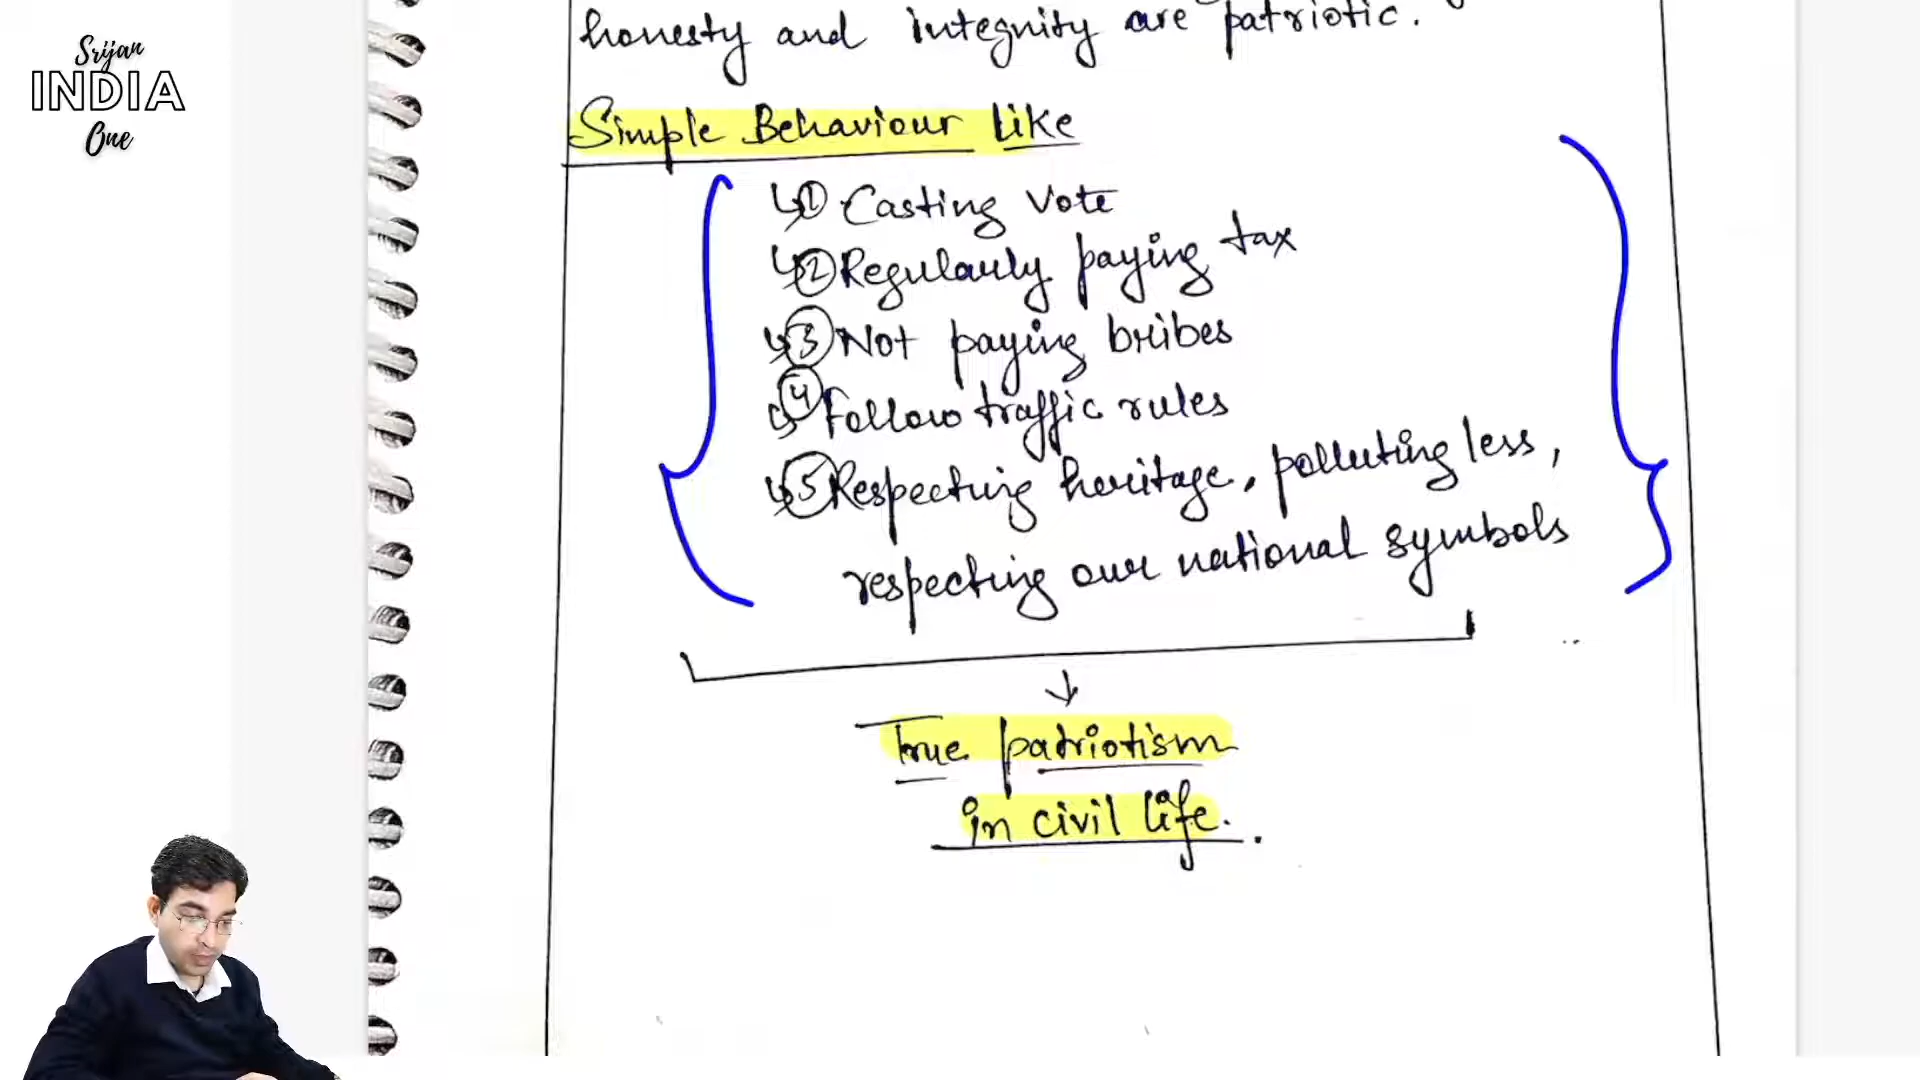 Srijan
INDIA
One
honesty and integrity are patriotic.
Simple Behaviour like
↳ ① Casting Vote
↳ ② Regularly paying tax
↳ ③ Not paying bribes
↳ ④ Follow traffic rules
↳ ⑤ Respecting heritage, polluting less,
respecting our national symbols
True patriotism
in civil life.